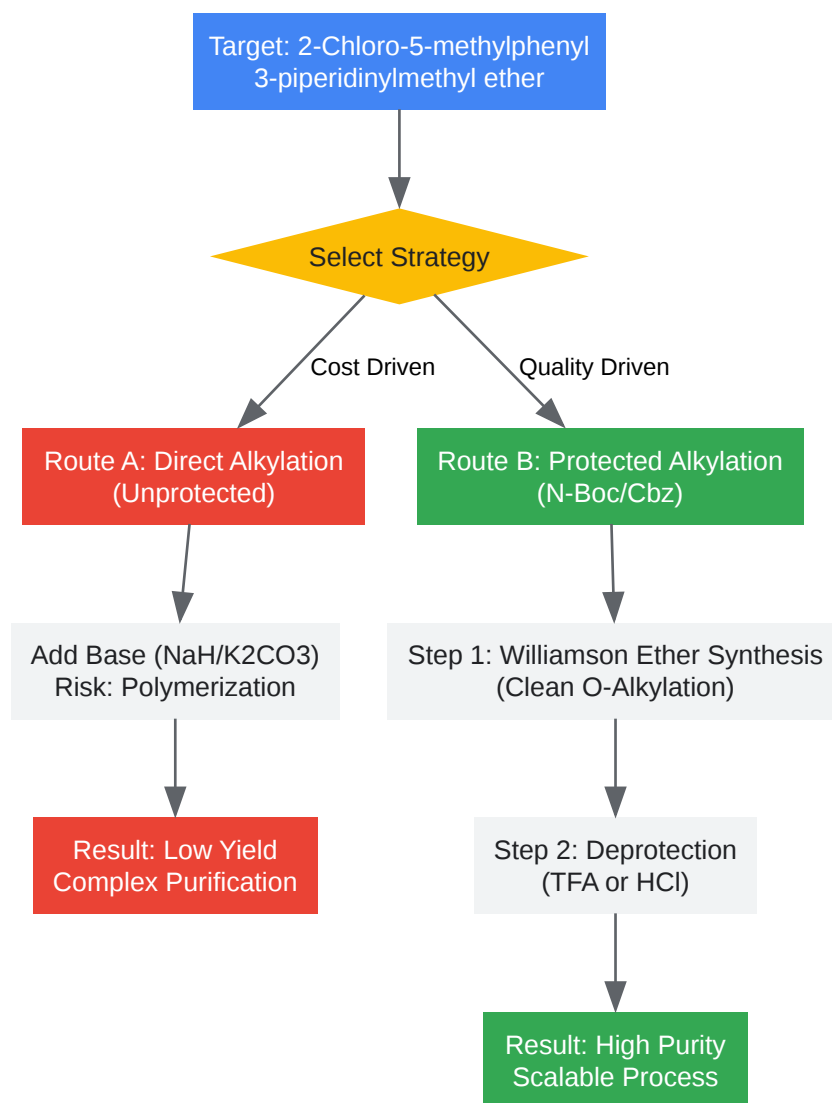 Target: 2-Chloro-5-methylphenyl
3-piperidinylmethyl ether
Select Strategy
Cost Driven
Quality Driven
Route A: Direct Alkylation
(Unprotected)
Route B: Protected Alkylation
(N-Boc/Cbz)
Add Base (NaH/K2CO3)
Risk: Polymerization
Step 1: Williamson Ether Synthesis
(Clean O-Alkylation)
Result: Low Yield
Complex Purification
Step 2: Deprotection
(TFA or HCl)
Result: High Purity
Scalable Process